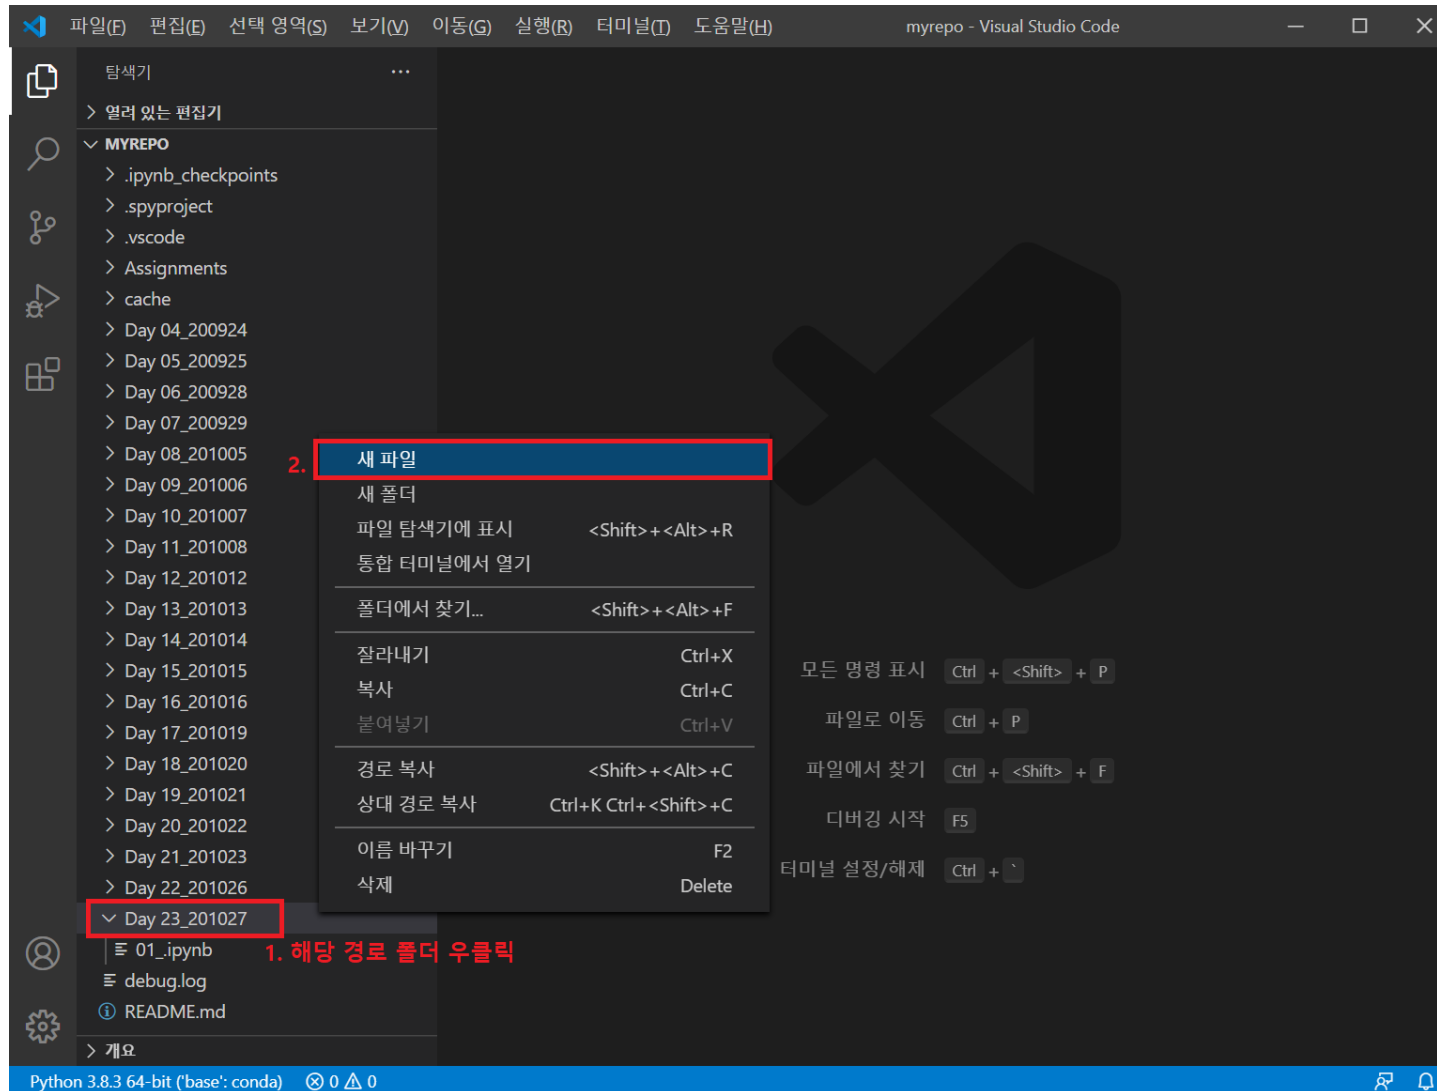 파일(F) 편집(E) 선택 영역(S) 보기(V) 이동(G) 실행(R) 터미널(T) 도움말(H) myrepo - Visual Studio Code
탐색기
열려 있는 편집기
MYREPO
.ipynb_checkpoints
.spyproject
.vscode
Assignments
cache
Day 04_200924
Day 05_200925
Day 06_200928
Day 07_200929
Day 08_201005
Day 09_201006
Day 10_201007
Day 11_201008
Day 12_201012
Day 13_201013
Day 14_201014
Day 15_201015
Day 16_201016
Day 17_201019
Day 18_201020
Day 19_201021
Day 20_201022
Day 21_201023
Day 22_201026
Day 23_201027
01_.ipynb
1. 해당 경로 폴더 우클릭
debug.log
README.md
개요
2.
새 파일
새 폴더
파일 탐색기에 표시 <Shift>+<Alt>+R
통합 터미널에서 열기
폴더에서 찾기... <Shift>+<Alt>+F
잘라내기 Ctrl+X
복사 Ctrl+C
붙여넣기 Ctrl+V
경로 복사 <Shift>+<Alt>+C
상대 경로 복사 Ctrl+K Ctrl+<Shift>+C
이름 바꾸기 F2
삭제 Delete
모든 명령 표시 Ctrl + <Shift> + P
파일로 이동 Ctrl + P
파일에서 찾기 Ctrl + <Shift> + F
디버깅 시작 F5
터미널 설정/해제 Ctrl + `
Python 3.8.3 64-bit ('base': conda) 0 0